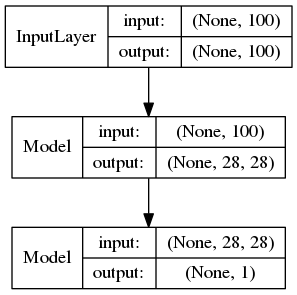 InputLayer input: (None, 100)
output: (None, 100)
Model input: (None, 100)
output: (None, 28, 28)
Model input: (None, 28, 28)
output: (None, 1)